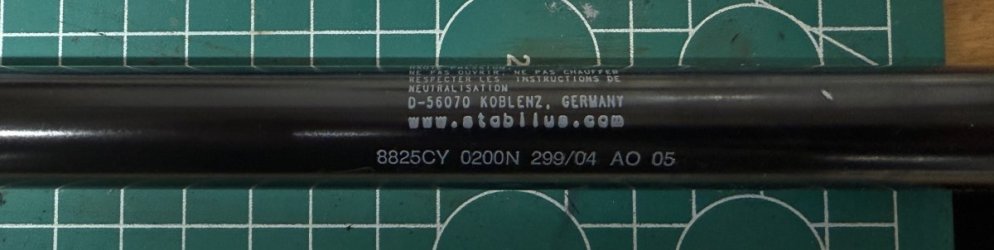 2
NE PAS OUVRIR, NE PAS CHAUFFER
RESPECTER LES INSTRUCTIONS DE
NEUTRALISATION
D-56070 KOBLENZ, GERMANY
www.stabilus.com
8825CY 0200N 299/04 AO 05